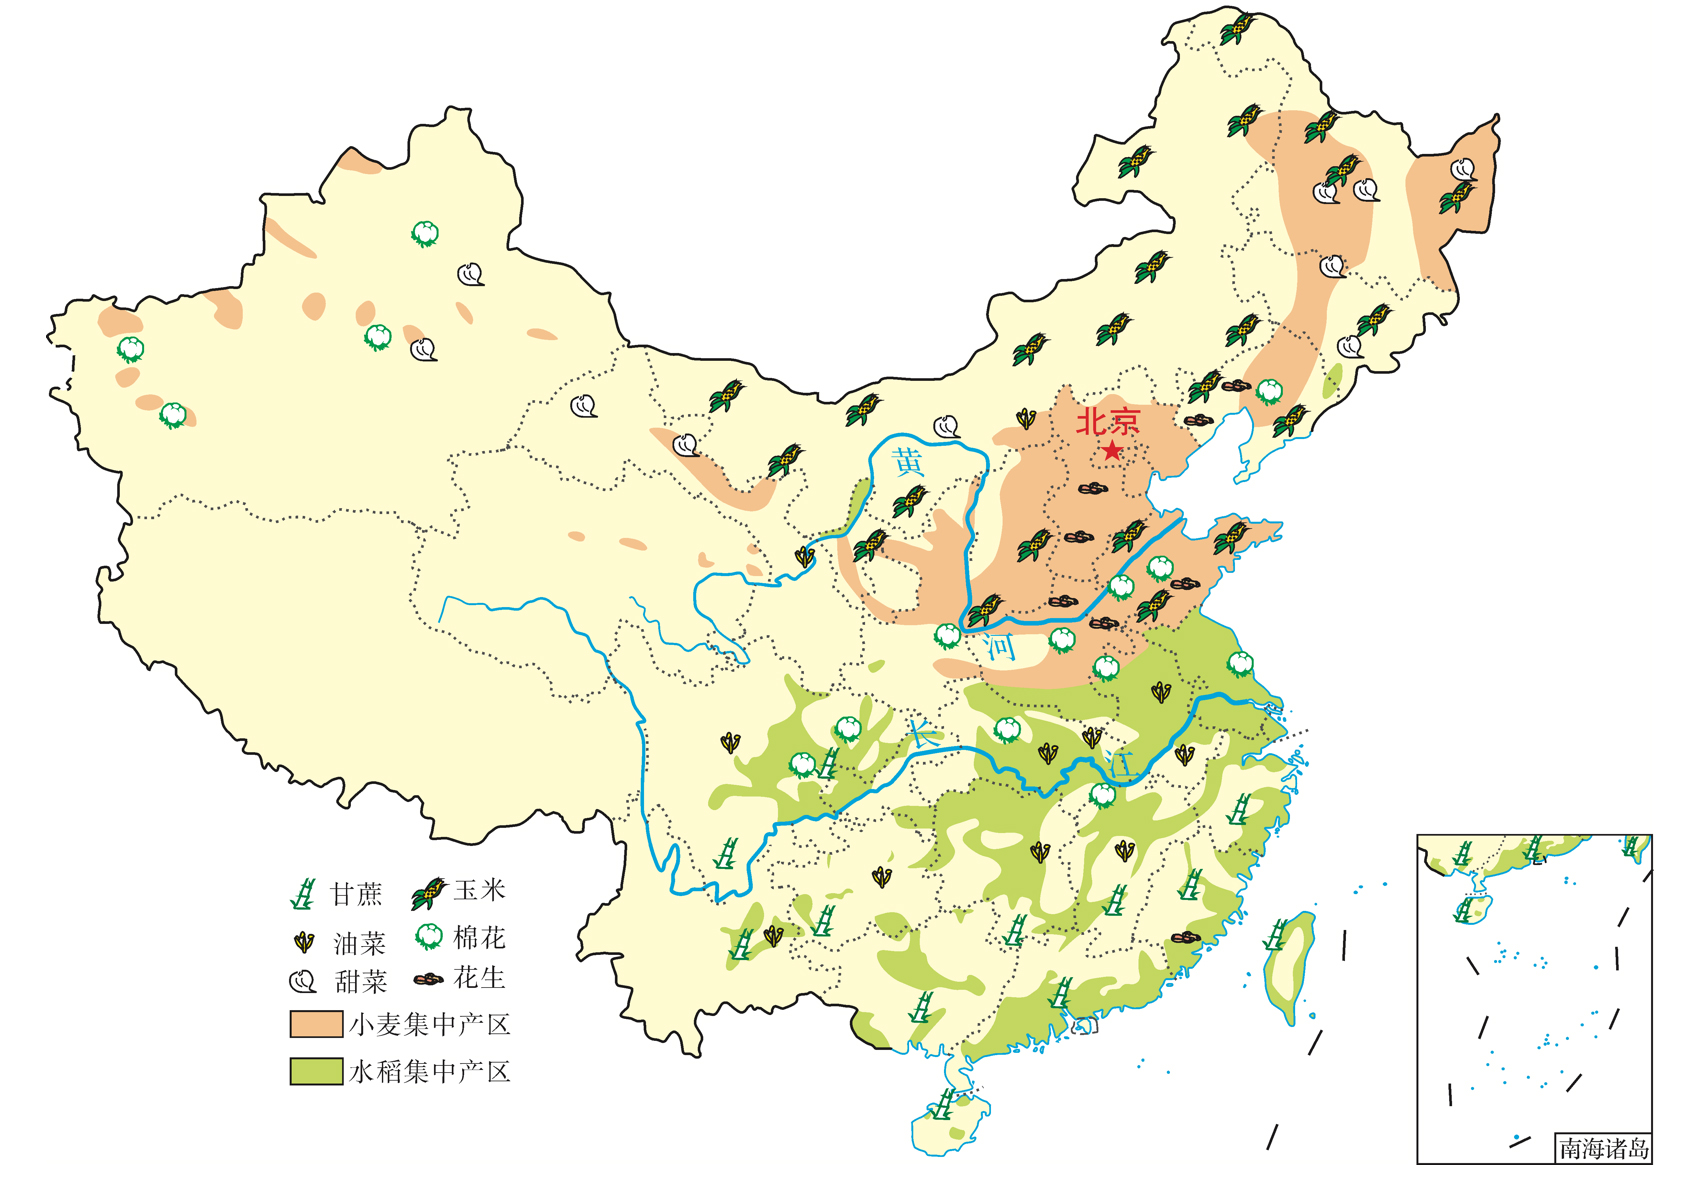 北京
黄
河
长
江
甘蔗
玉米
油菜
棉花
甜菜
花生
小麦集中产区
水稻集中产区
南海诸岛